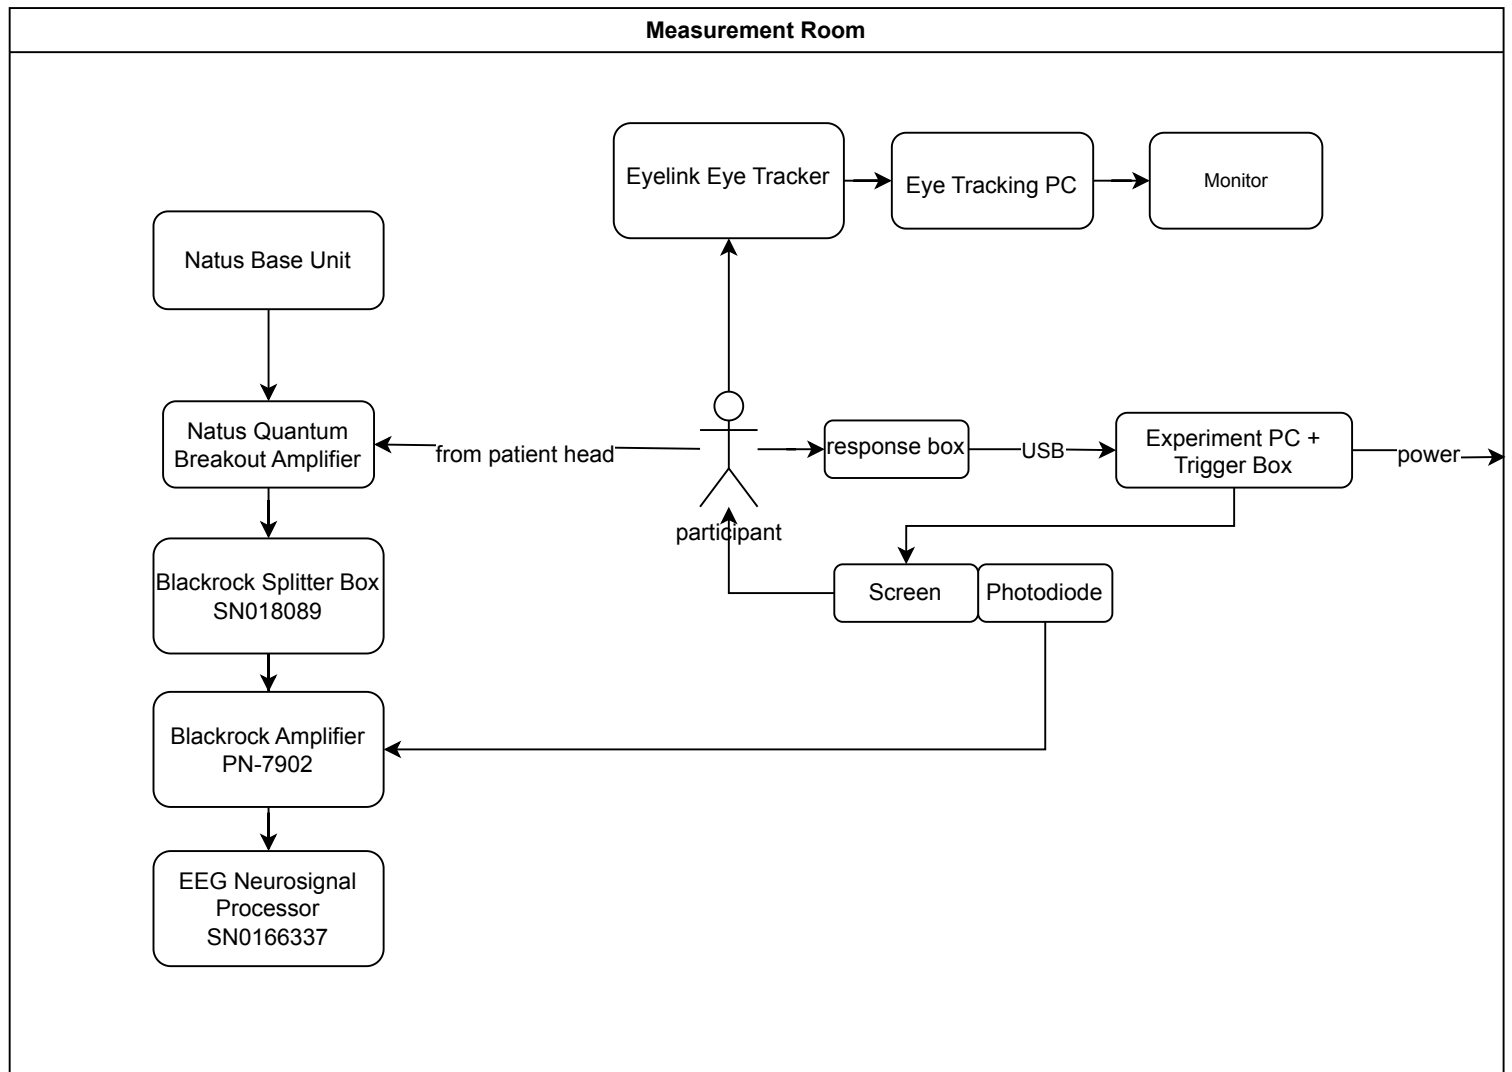 Measurement Room
Eyelink Eye Tracker
Eye Tracking PC
Monitor
Natus Base Unit
Natus Quantum
Breakout Amplifier
from patient head
response box
USB
Experiment PC +
Trigger Box
power
participant
Blackrock Splitter Box
SN018089
Screen
Photodiode
Blackrock Amplifier
PN-7902
EEG Neurosignal
Processor
SN0166337